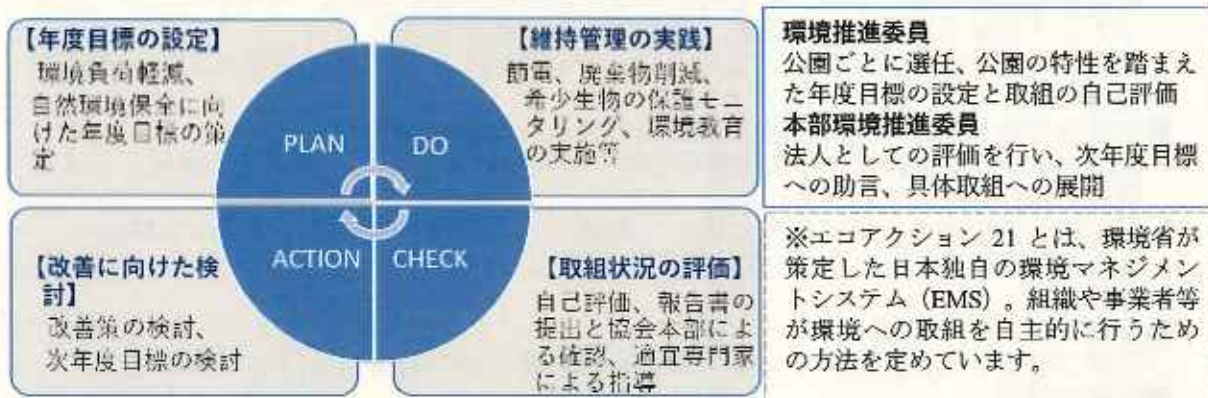 【年度目標の設定】
環境負荷軽減、
自然環境保全に向
けた年度目標の策
定
PLAN
【維持管理の実践】
節電、廃棄物削減、
希少生物の保護モニ
タリング、環境教育
の実施等
DO
【改善に向けた検
討】
改善策の検討、
次年度目標の検討
ACTION
CHECK
【取組状況の評価】
自己評価、報告書の
提出と協会本部によ
る確認、適宜専門家
による指導
環境推進委員
公園ごとに選任、公園の特性を踏まえ
た年度目標の設定と取組の自己評価
本部環境推進委員
法人としての評価を行い、次年度目標
への助言、具体取組への展開
※エコアクション 21 とは、環境省が
策定した日本独自の環境マネジメン
トシステム（EMS）。組織や事業者等
が環境への取組を自主的に行うため
の方法を定めています。